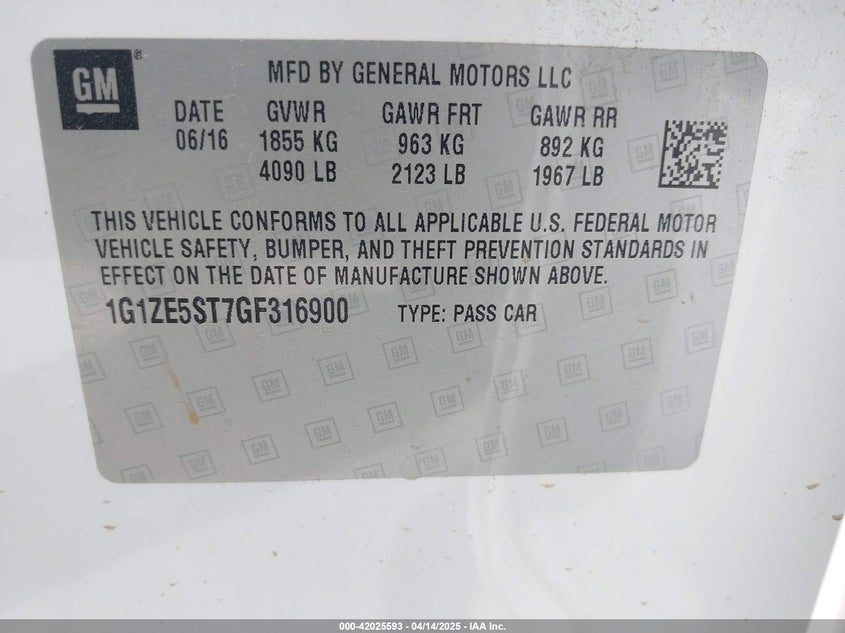 GM
MFD BY GENERAL MOTORS LLC
DATE GVWR GAWR FRT GAWR RR
06/16 1855 KG 963 KG 892 KG
4090 LB 2123 LB 1967 LB
THIS VEHICLE CONFORMS TO ALL APPLICABLE U.S. FEDERAL MOTOR
VEHICLE SAFETY, BUMPER, AND THEFT PREVENTION STANDARDS IN
EFFECT ON THE DATE OF MANUFACTURE SHOWN ABOVE.
1G1ZE5ST7GF316900 TYPE: PASS CAR
000-42025593 - 04/14/2025 - IAA Inc.